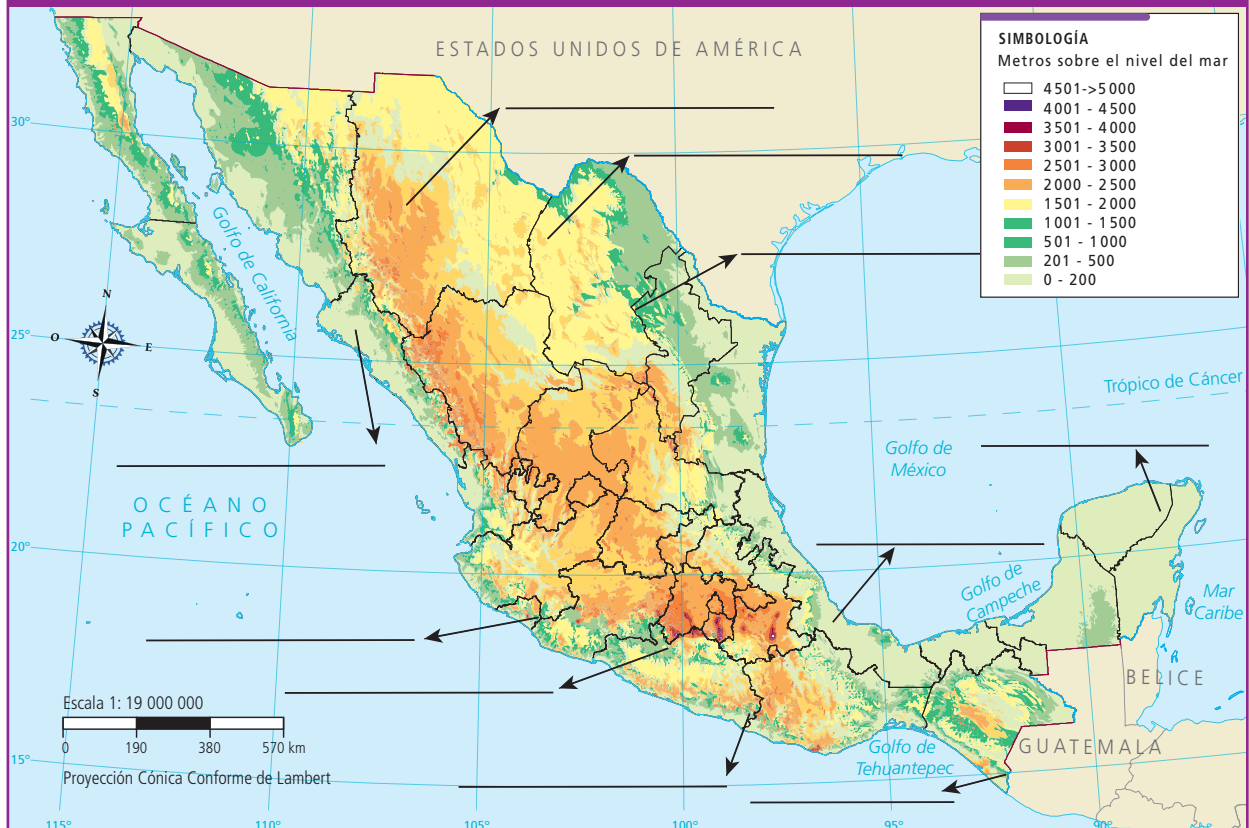 ESTADOS UNIDOS DE AMÉRICA
SIMBOLOGÍA
Metros sobre el nivel del mar
4501->5000
4001 - 4500
3501 - 4000
3001 - 3500
2501 - 3000
2000 - 2500
1501 - 2000
1001 - 1500
501 - 1000
201 - 500
0 - 200
30°
Golfo de California
N
O
E
S
25°
Trópico de Cáncer
Golfo de
México
OCÉANO
PACÍFICO
20°
Golfo de
Campeche
Mar
Caribe
BELICE
Escala 1: 19 000 000
0 190 380 570 km
GUATEMALA
Golfo de
Tehuantepec
15°
Proyección Cónica Conforme de Lambert
115° 110° 105° 100° 95° 90°